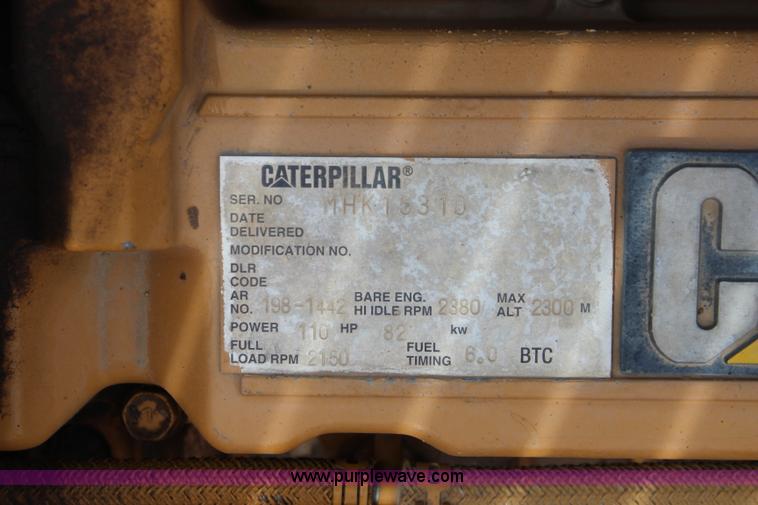 CATERPILLAR®
SER. NO MHK13310
DATE
DELIVERED
MODIFICATION NO.
DLR
CODE
AR
NO. 198-1442 BARE ENG.
HI IDLE RPM 2380 MAX
ALT 2300 M
POWER 110 HP 82 kw
FULL
LOAD RPM 2150 FUEL
TIMING 6.0 BTC
C
www.purplewave.com